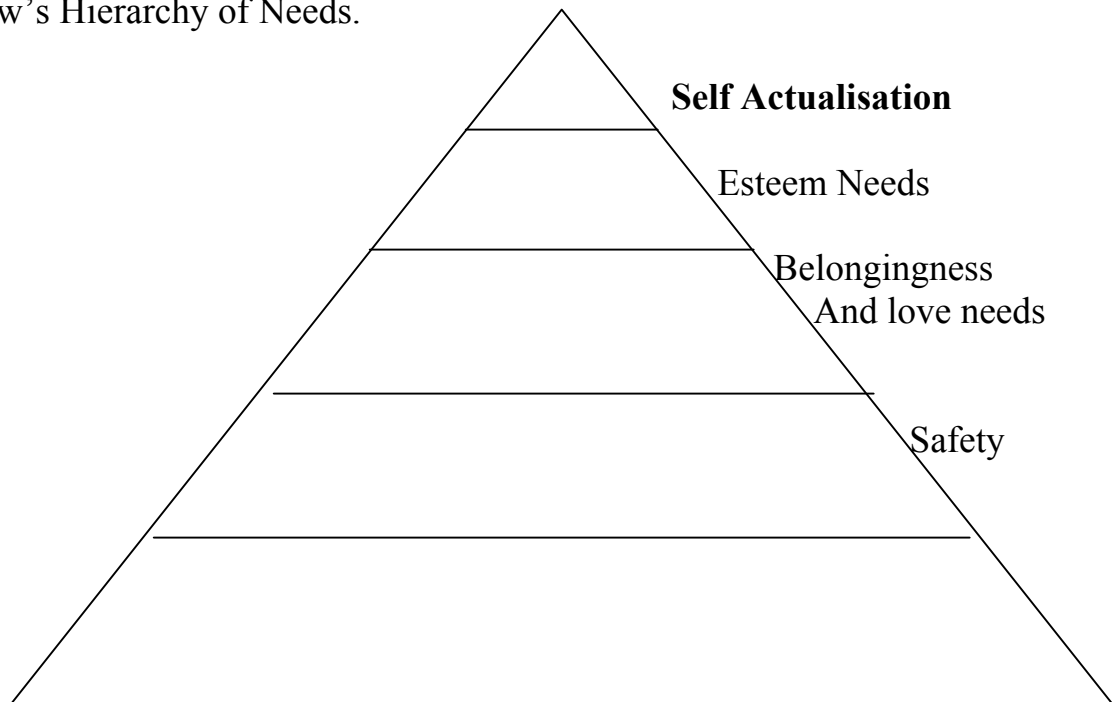 w’s Hierarchy of Needs.
Self Actualisation
Esteem Needs
Belongingness
And love needs
Safety